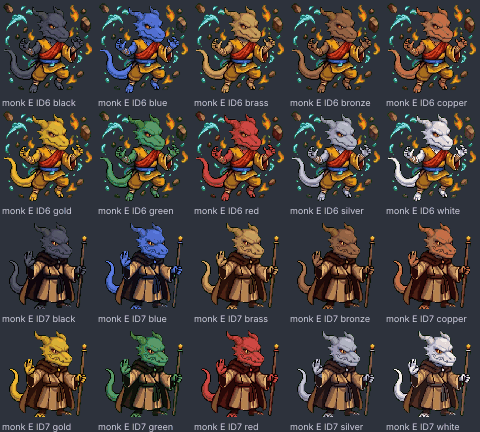 monk E ID6 black
monk E ID6 blue
monk E ID6 brass
monk E ID6 bronze
monk E ID6 copper
monk E ID6 gold
monk E ID6 green
monk E ID6 red
monk E ID6 silver
monk E ID6 white
monk E ID7 black
monk E ID7 blue
monk E ID7 brass
monk E ID7 bronze
monk E ID7 copper
monk E ID7 gold
monk E ID7 green
monk E ID7 red
monk E ID7 silver
monk E ID7 white